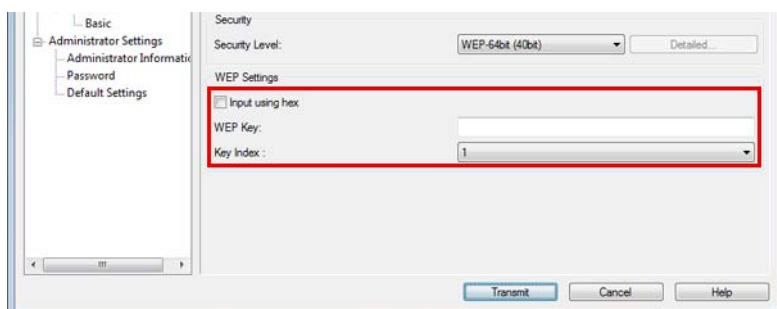 Basic
Administrator Settings
Administrator Informatic
Password
Default Settings
Security
Security Level:
WEP-64bit (40bit)
Detailed...
WEP Settings
Input using hex
WEP Key:
Key Index :
1
Transmit
Cancel
Help